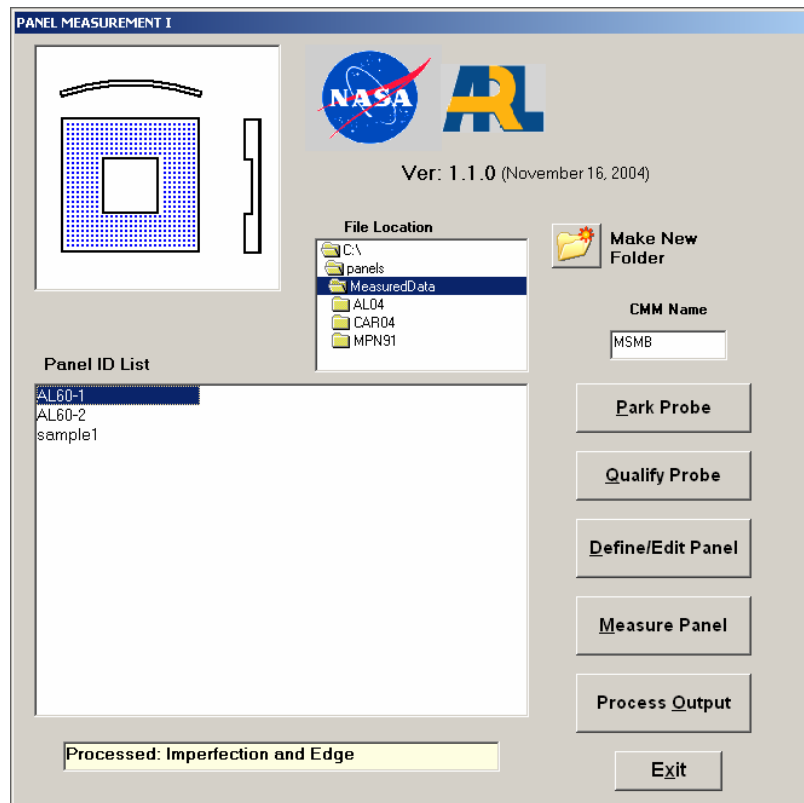 PANEL MEASUREMENT I
NASA
ARL
Ver: 1.1.0 (November 16, 2004)
File Location
C:\
panels
MeasuredData
AL04
CAR04
MPN91
Make New
Folder
CMM Name
MSMB
Panel ID List
AL60-1
AL60-2
sample1
Park Probe
Qualify Probe
Define/Edit Panel
Measure Panel
Process Output
Processed: Imperfection and Edge
Exit